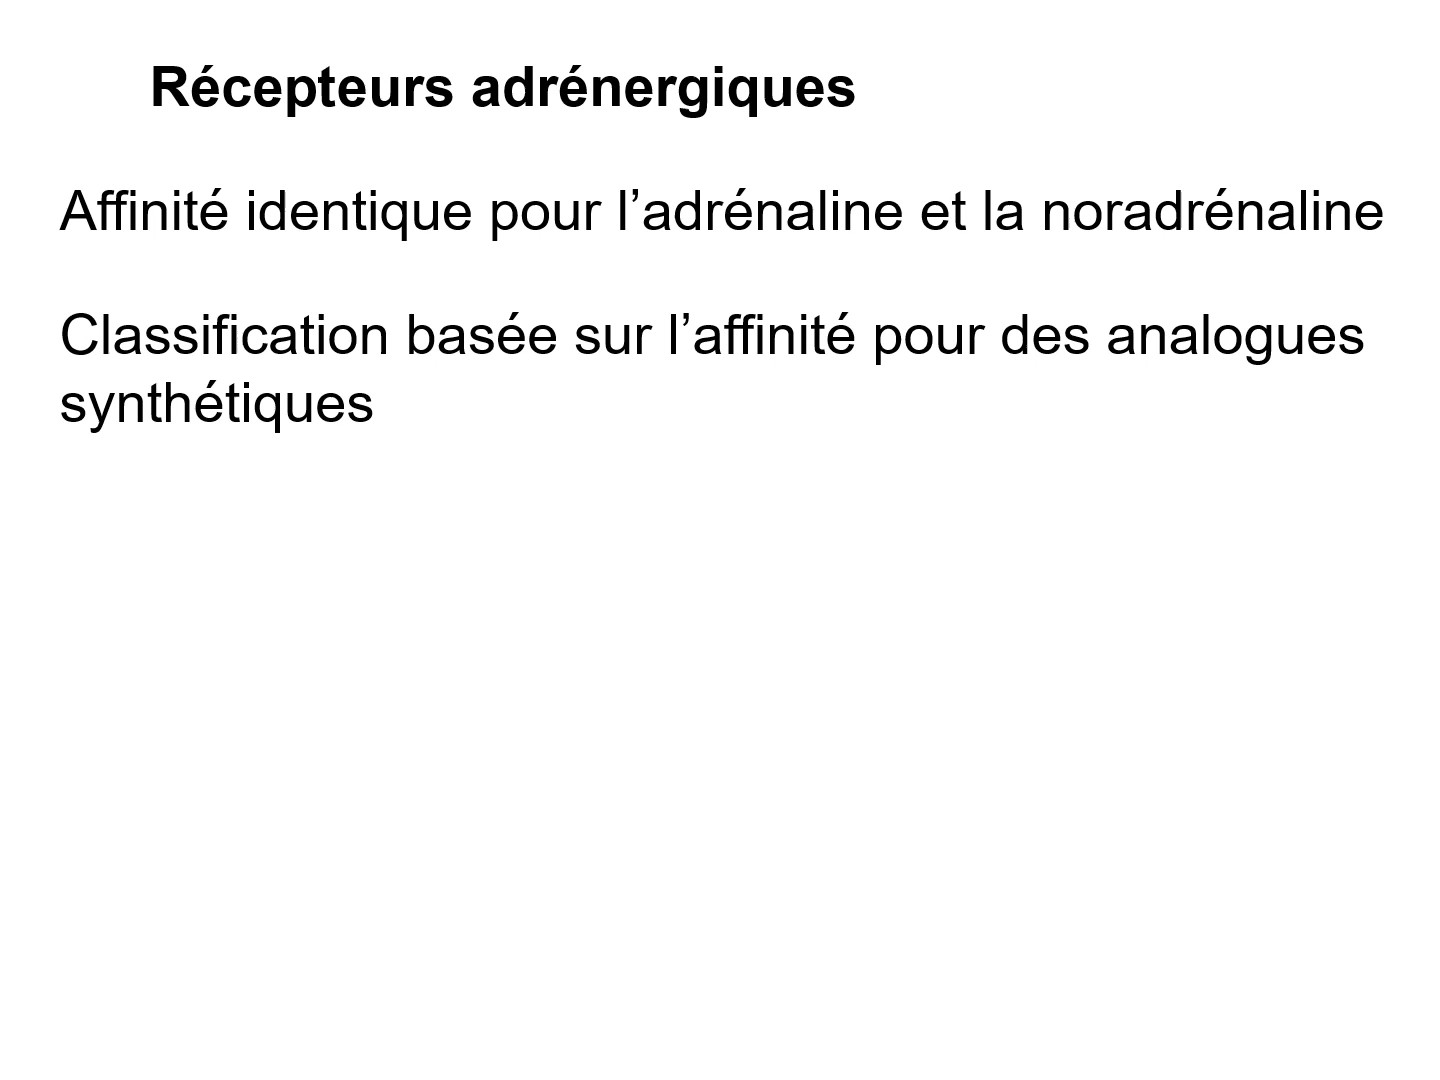 Récepteurs adrénergiques
Affinité identique pour l’adrénaline et la noradrénaline
Classification basée sur l’affinité pour des analogues
synthétiques